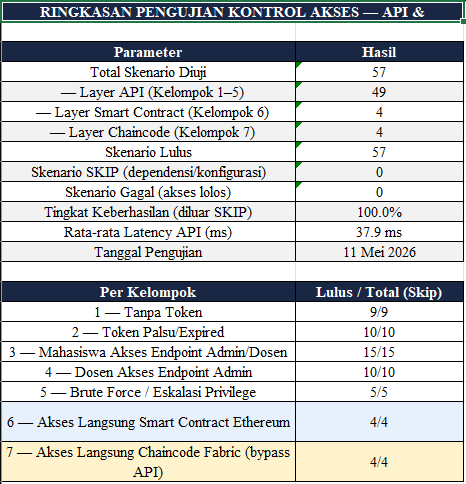 RINGKASAN PENGUJIAN KONTROL AKSES — API &
Parameter Hasil
Total Skenario Diuji 57
— Layer API (Kelompok 1–5) 49
— Layer Smart Contract (Kelompok 6) 4
— Layer Chaincode (Kelompok 7) 4
Skenario Lulus 57
Skenario SKIP (dependensi/konfigurasi) 0
Skenario Gagal (akses lolos) 0
Tingkat Keberhasilan (diluar SKIP) 100.0%
Rata-rata Latency API (ms) 37.9 ms
Tanggal Pengujian 11 Mei 2026
Per Kelompok Lulus / Total (Skip)
1 — Tanpa Token 9/9
2 — Token Palsu/Expired 10/10
3 — Mahasiswa Akses Endpoint Admin/Dosen 15/15
4 — Dosen Akses Endpoint Admin 10/10
5 — Brute Force / Eskalasi Privilege 5/5
6 — Akses Langsung Smart Contract Ethereum 4/4
7 — Akses Langsung Chaincode Fabric (bypass
API) 4/4